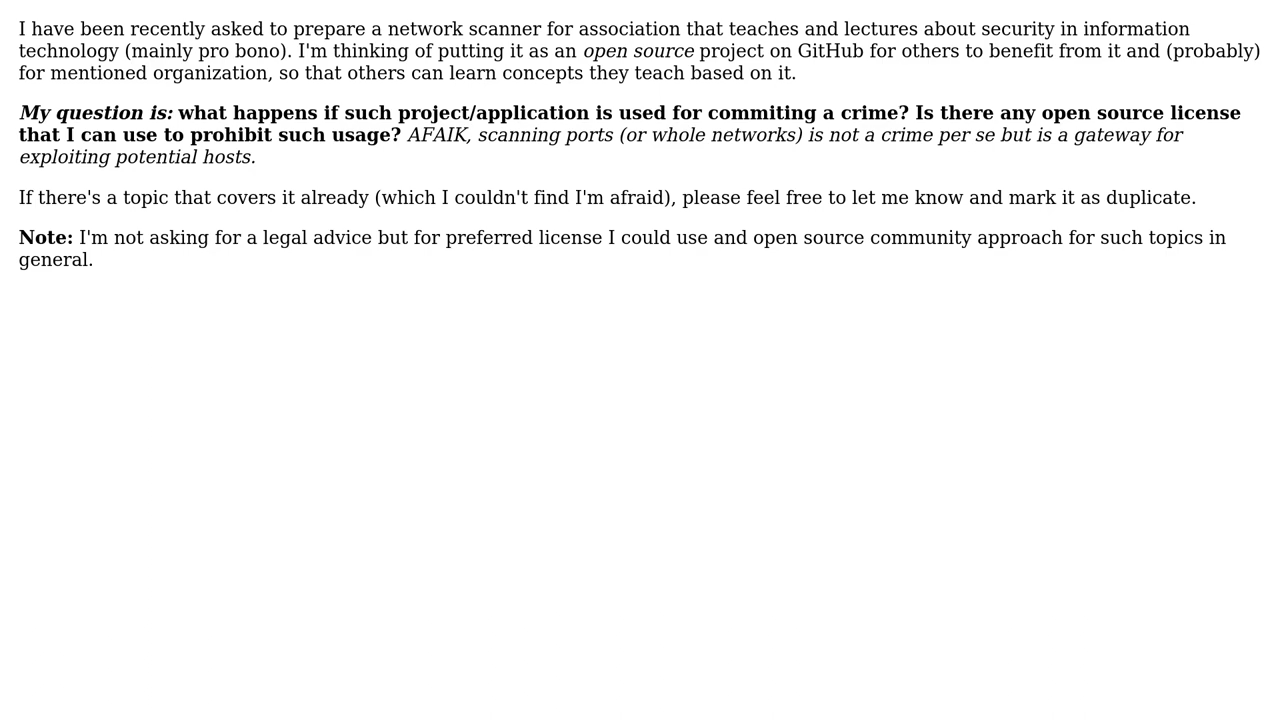 I have been recently asked to prepare a network scanner for association that teaches and lectures about security in information
technology (mainly pro bono). I'm thinking of putting it as an open source project on GitHub for others to benefit from it and (probably)
for mentioned organization, so that others can learn concepts they teach based on it.
My question is: what happens if such project/application is used for commiting a crime? Is there any open source license
that I can use to prohibit such usage? AFAIK, scanning ports (or whole networks) is not a crime per se but is a gateway for
exploiting potential hosts.
If there's a topic that covers it already (which I couldn't find I'm afraid), please feel free to let me know and mark it as duplicate.
Note: I'm not asking for a legal advice but for preferred license I could use and open source community approach for such topics in
general.